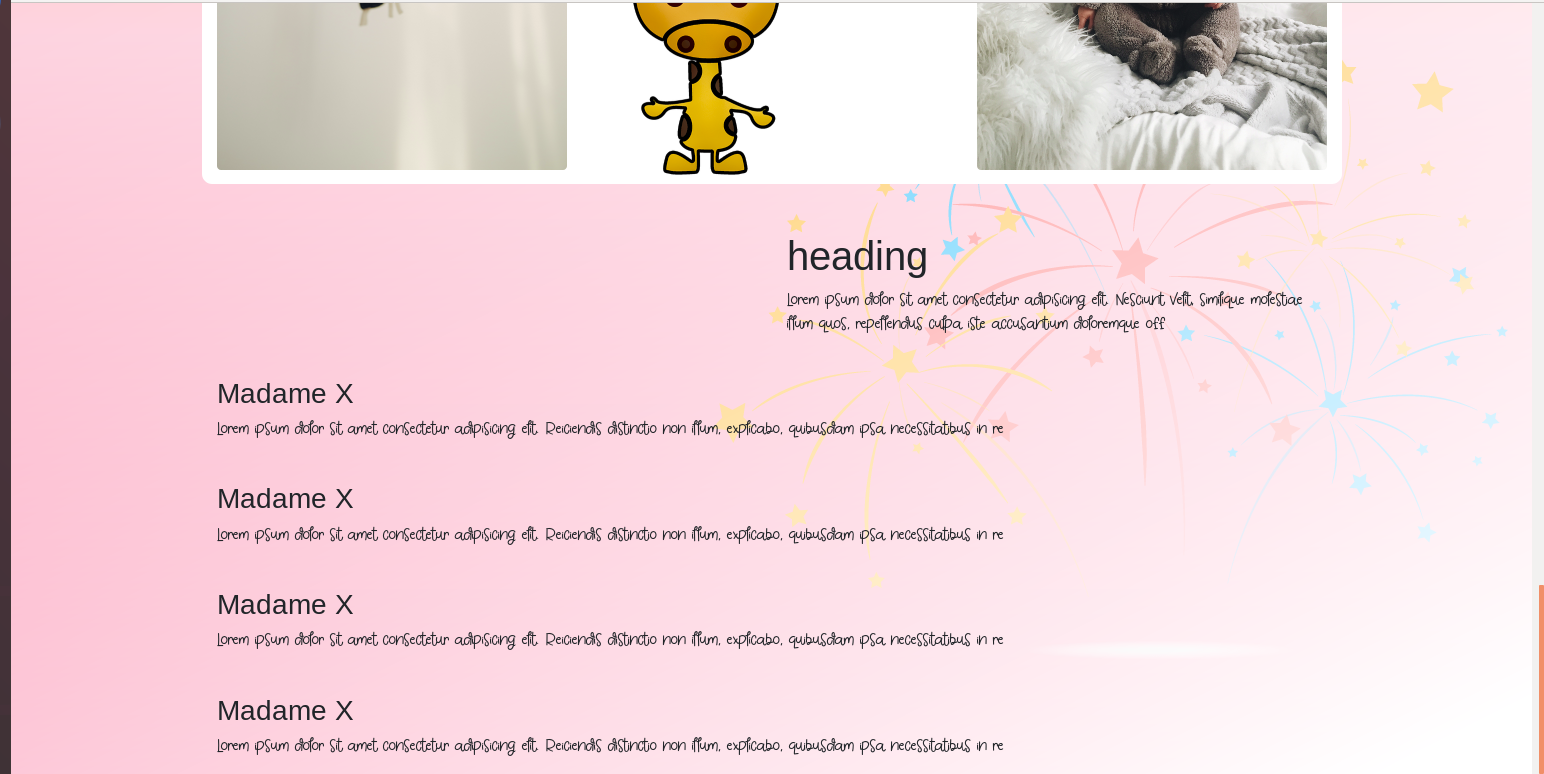 heading
Lorem ipsum dolor sit amet consectetur adipisicing elit. Nesciunt velit, similique molestiae
illum quos, repellendus culpa iste accusantium doloremque off
Madame X
Lorem ipsum dolor sit amet consectetur adipisicing elit. Reiciendis distinctio non illum, explicabo, quibusdam ipsa necessitatibus in re
Madame X
Lorem ipsum dolor sit amet consectetur adipisicing elit. Reiciendis distinctio non illum, explicabo, quibusdam ipsa necessitatibus in re
Madame X
Lorem ipsum dolor sit amet consectetur adipisicing elit. Reiciendis distinctio non illum, explicabo, quibusdam ipsa necessitatibus in re
Madame X
Lorem ipsum dolor sit amet consectetur adipisicing elit. Reiciendis distinctio non illum, explicabo, quibusdam ipsa necessitatibus in re